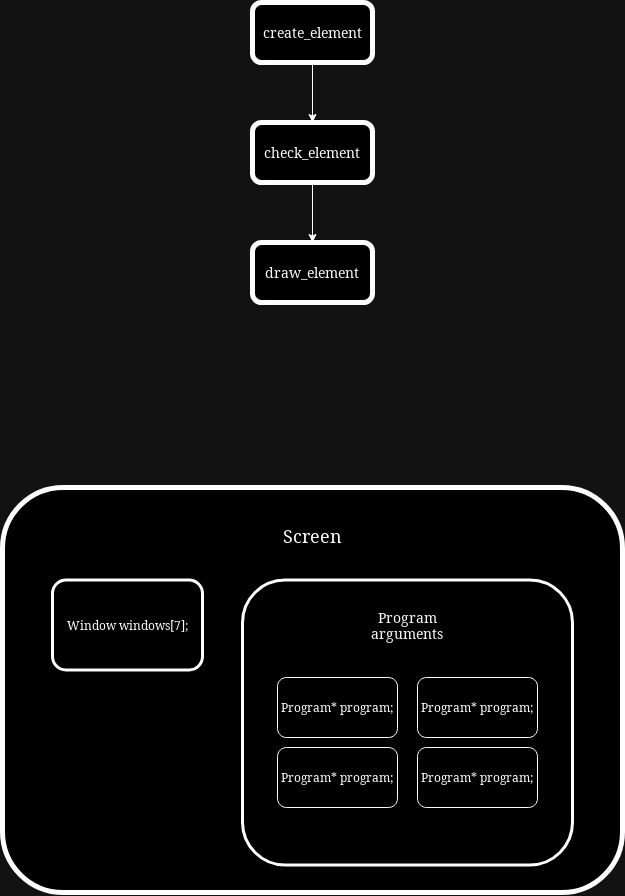 create_element
check_element
draw_element
Screen
Window windows[7];
Program
arguments
Program* program;
Program* program;
Program* program;
Program* program;